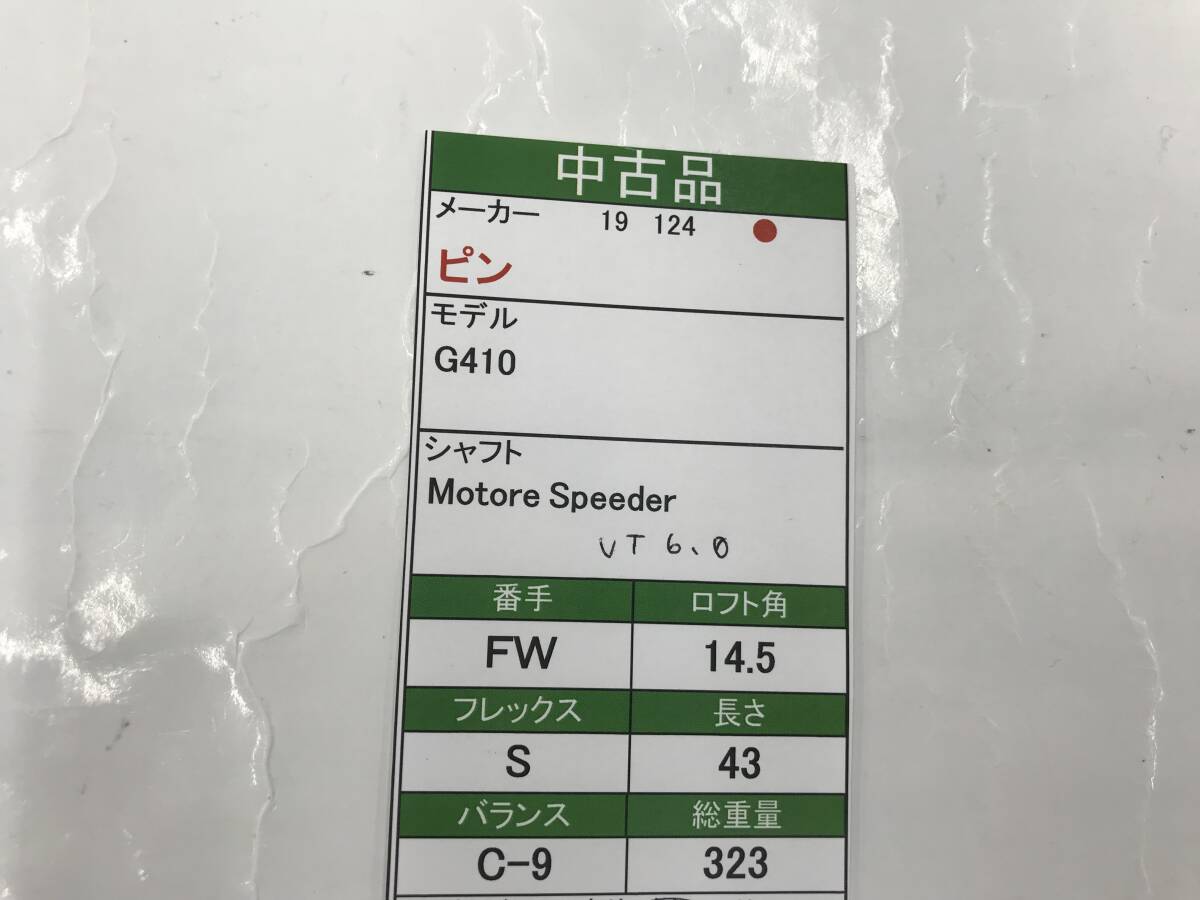 中古品
メーカー 19 124
ピン
モデル
G410
シャフト
Motore Speeder
VT 6.0
番手 ロフト角
FW 14.5
フレックス 長さ
S 43
バランス 総重量
C-9 323